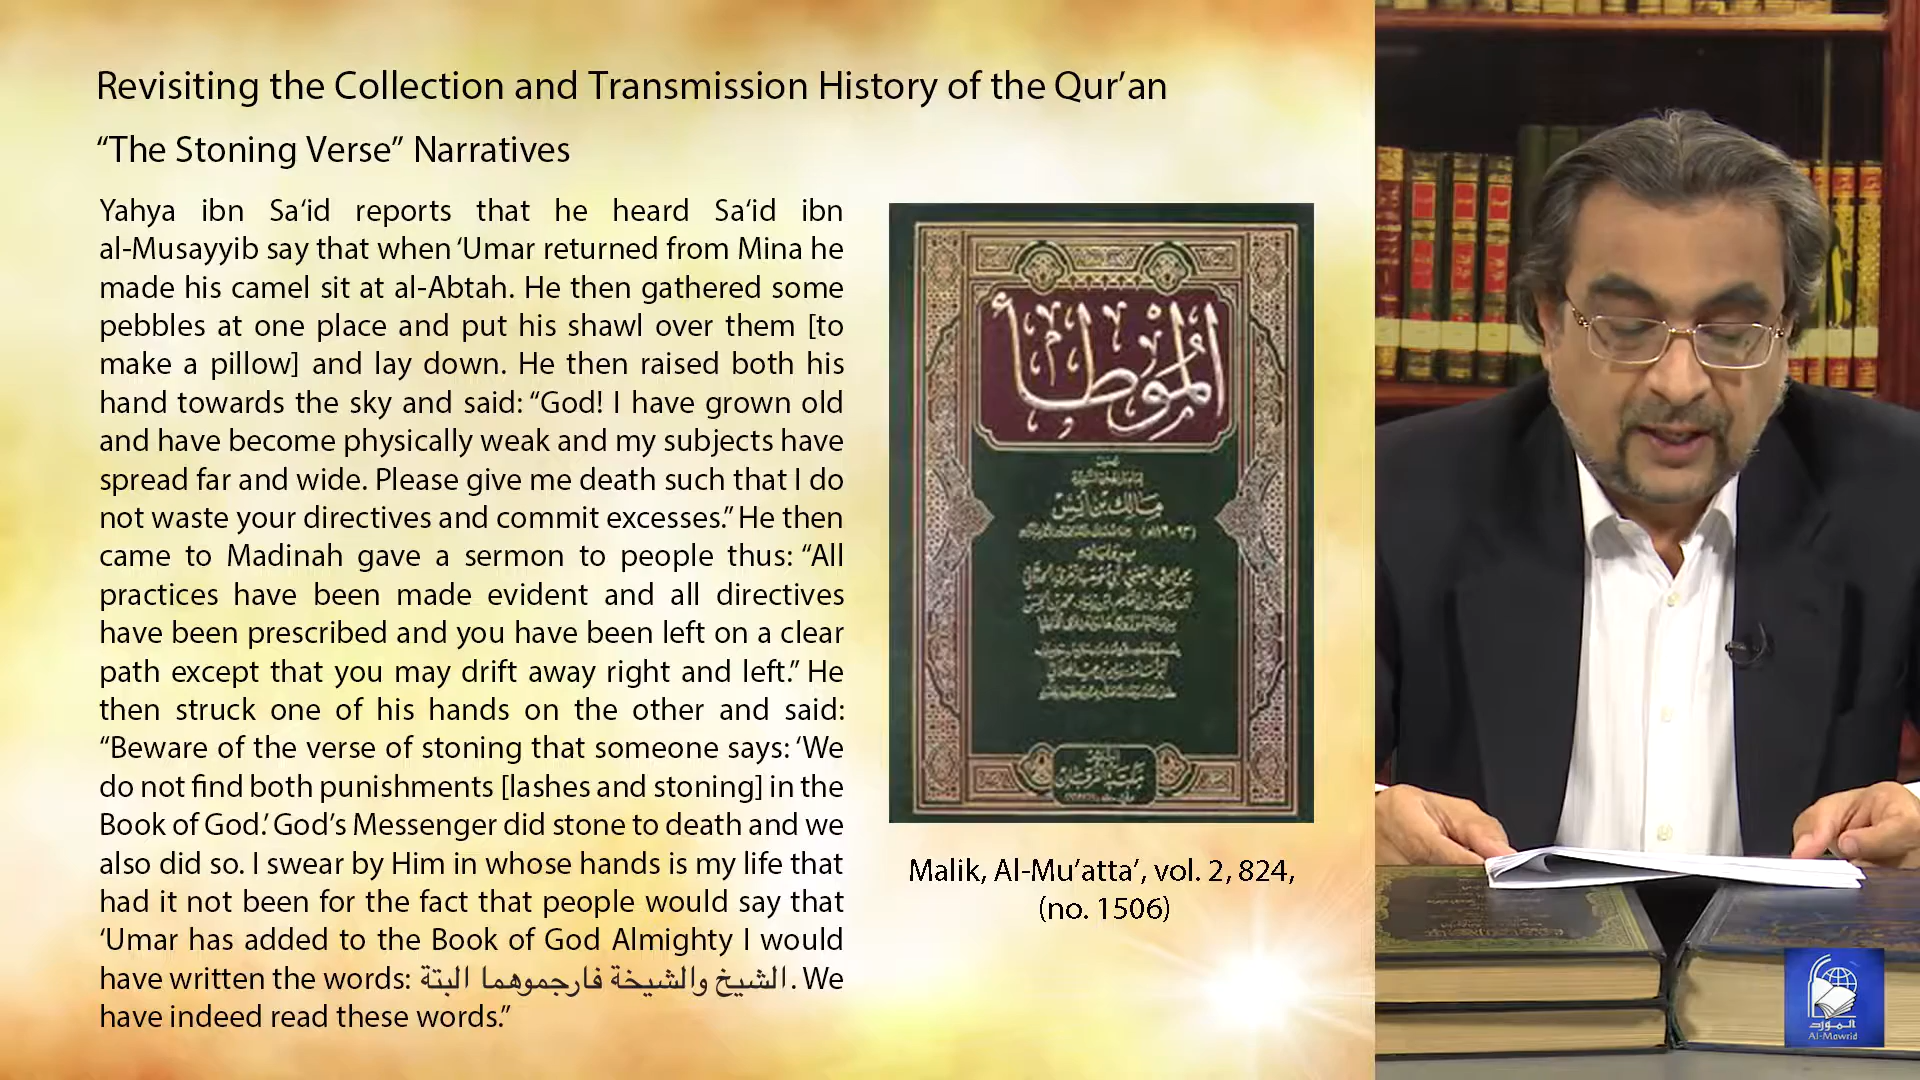 Revisiting the Collection and Transmission History of the Qur’an
“The Stoning Verse” Narratives
Yahya ibn Sa‘id reports that he heard Sa‘id ibn
al-Musayyib say that when ‘Umar returned from Mina he
made his camel sit at al-Abtah. He then gathered some
pebbles at one place and put his shawl over them [to
make a pillow] and lay down. He then raised both his
hand towards the sky and said: “God! I have grown old
and have become physically weak and my subjects have
spread far and wide. Please give me death such that I do
not waste your directives and commit excesses.” He then
came to Madinah gave a sermon to people thus: “All
practices have been made evident and all directives
have been prescribed and you have been left on a clear
path except that you may drift away right and left.” He
then struck one of his hands on the other and said:
“Beware of the verse of stoning that someone says: ‘We
do not find both punishments [lashes and stoning] in the
Book of God.’ God’s Messenger did stone to death and we
also did so. I swear by Him in whose hands is my life that
had it not been for the fact that people would say that
‘Umar has added to the Book of God Almighty I would
have written the words: الشيخ والشيخة فارجموهما البتة. We
have indeed read these words.”
الموطأ
مالك بن أنس
Malik, Al-Mu’atta’, vol. 2, 824,
(no. 1506)
المورد
Al-Mawrid